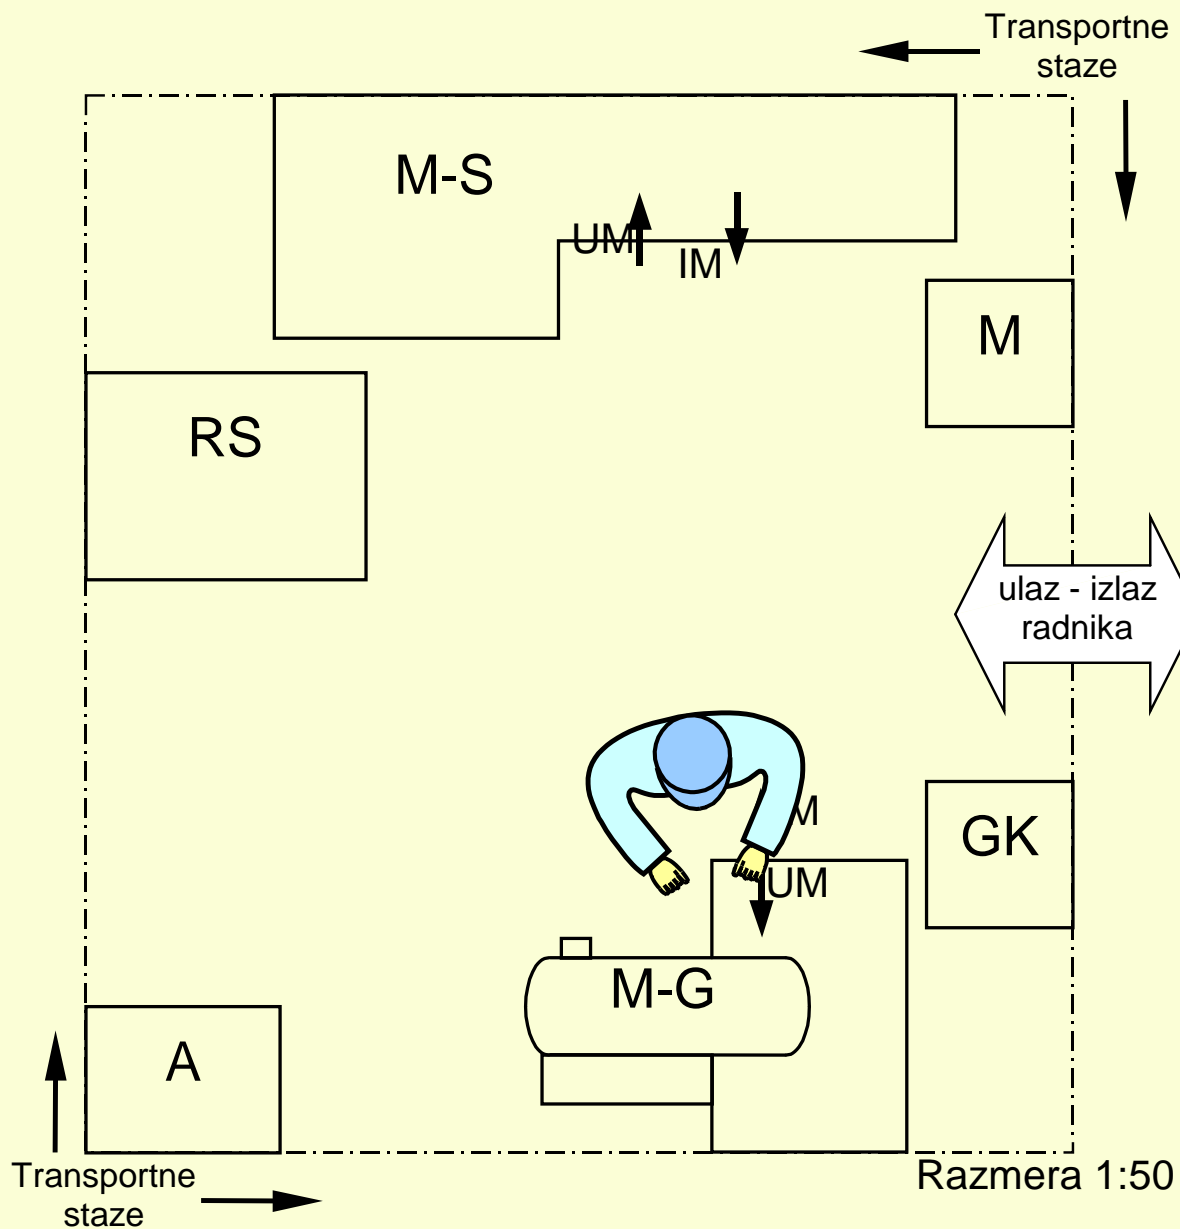 Transportne
staze
M-S
UM
IM
M
RS
ulaz - izlaz
radnika
GK
UM
M-G
A
Transportne
staze
Razmera 1:50